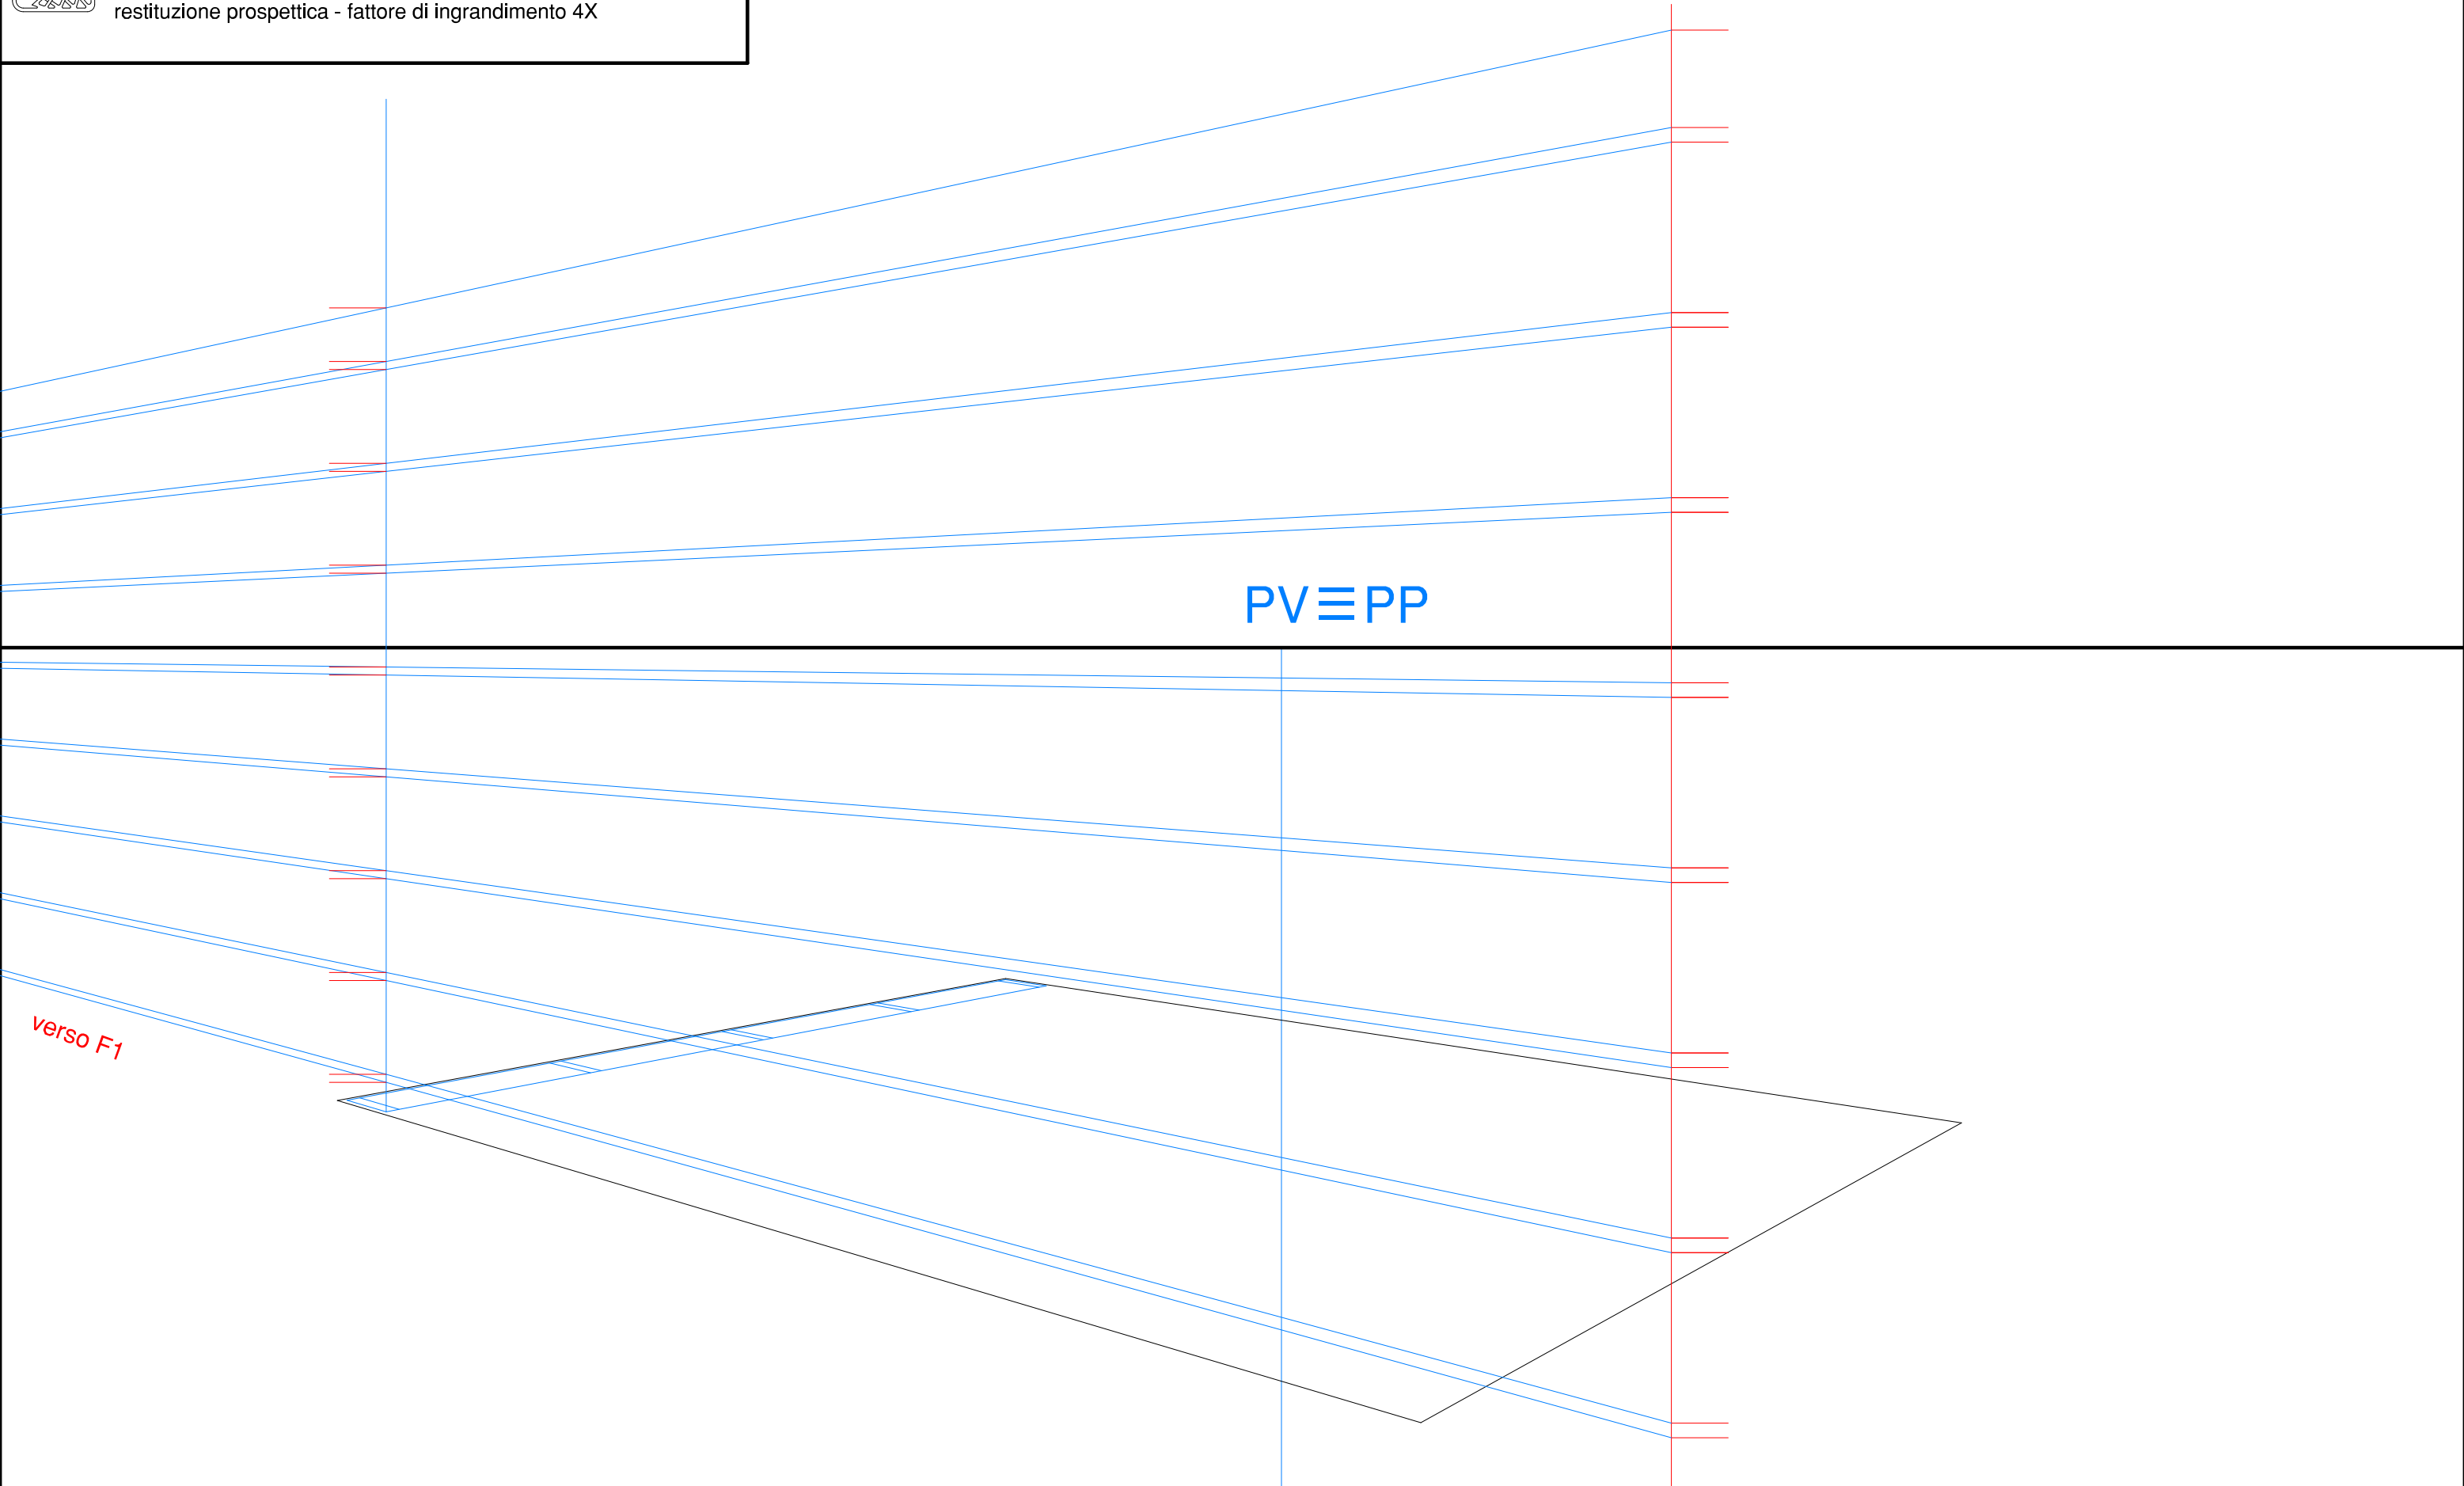 restituzione prospettica - fattore di ingrandimento 4X
PV≡PP
verso F1